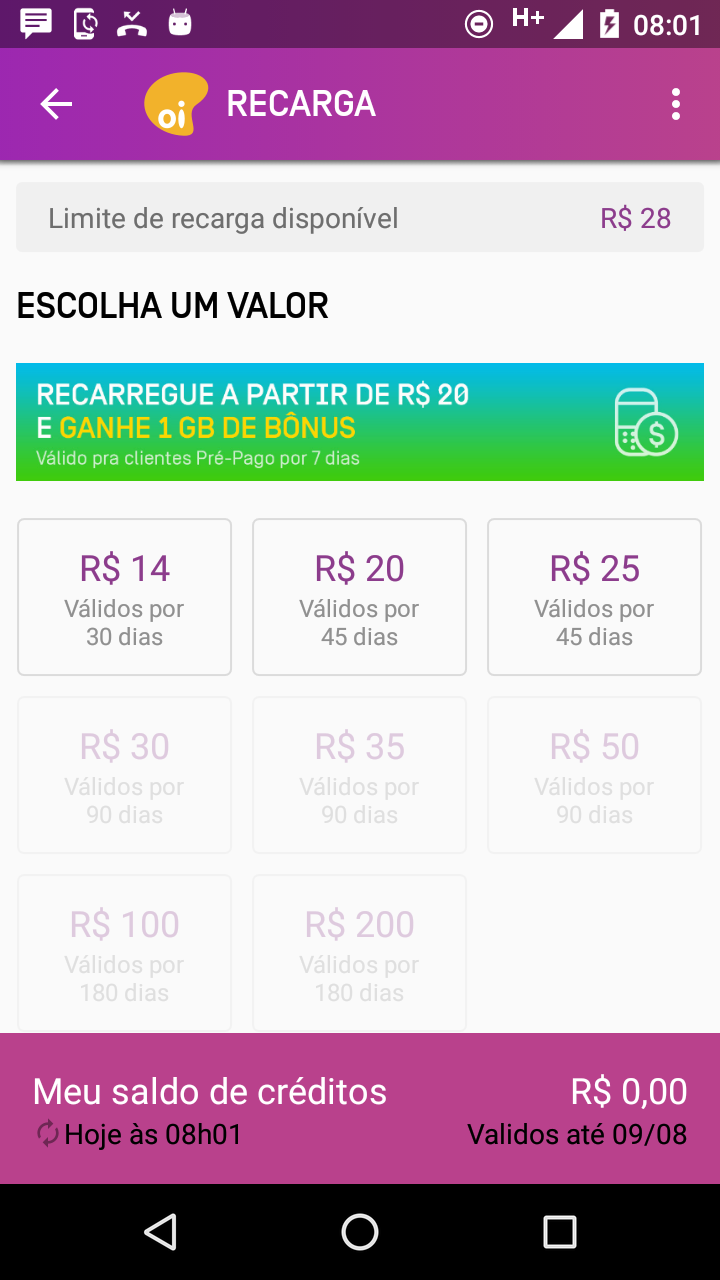 H+ 08:01
oi RECARGA
Limite de recarga disponível R$ 28
ESCOLHA UM VALOR
RECARREGUE A PARTIR DE R$ 20
E GANHE 1 GB DE BÔNUS
Válido pra clientes Pré-Pago por 7 dias
R$ 14 R$ 20 R$ 25
Válidos por Válidos por Válidos por
30 dias 45 dias 45 dias
R$ 30 R$ 35 R$ 50
Válidos por Válidos por Válidos por
90 dias 90 dias 90 dias
R$ 100 R$ 200
Válidos por Válidos por
180 dias 180 dias
Meu saldo de créditos R$ 0,00
Hoje às 08h01 Validos até 09/08